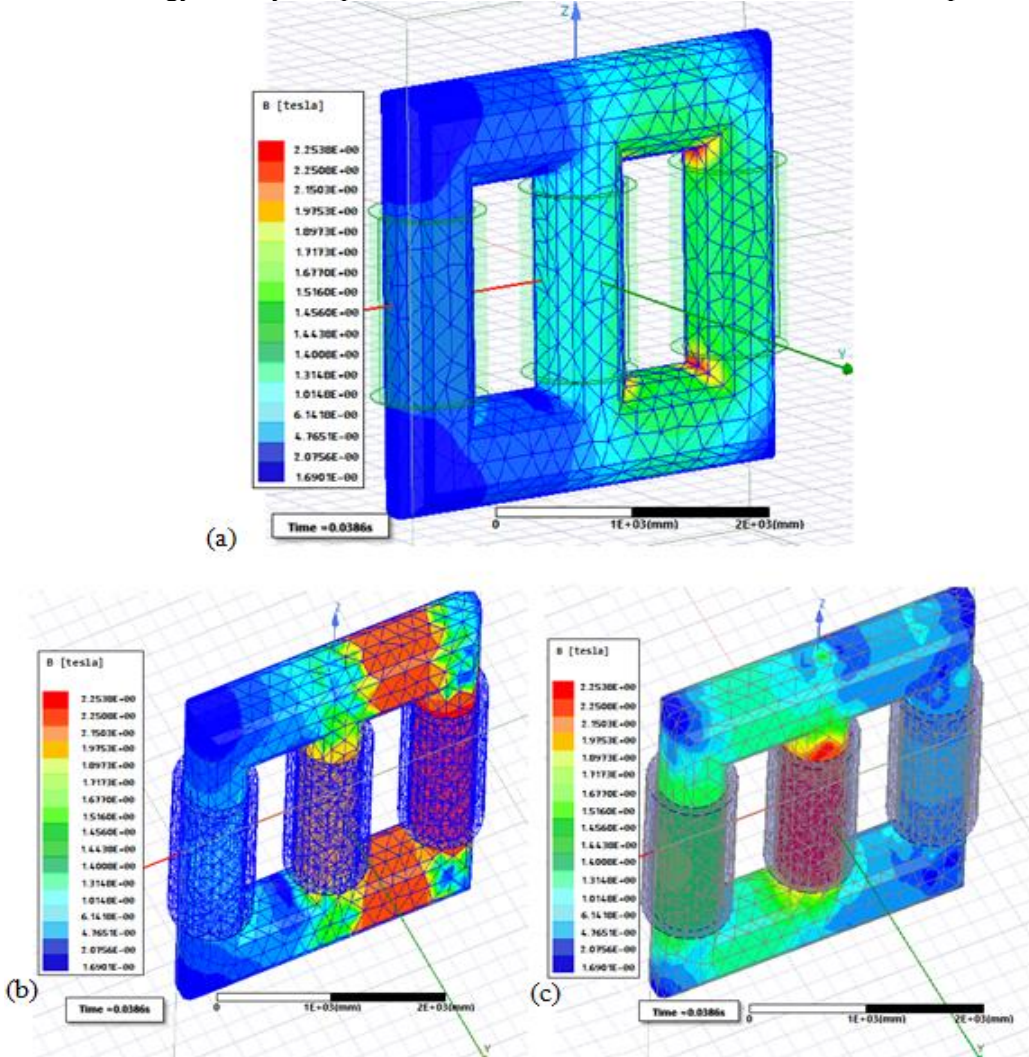 Z
B [tesla]
2.2538E+00
2.2508E+00
2.1503E+00
1.9753E+00
1.8973E+00
1.7173E+00
1.6770E+00
1.5160E+00
1.4560E+00
1.4438E+00
1.4008E+00
1.3148E+00
1.0148E+00
6.1418E-00
4.7651E-00
2.0756E-00
1.6901E-00
Y
Time =0.0386s
0 1E+03(mm) 2E+03(mm)
(a)
Z
B [tesla]
2.2538E+00
2.2508E+00
2.1503E+00
1.9753E+00
1.8973E+00
1.7173E+00
1.6770E+00
1.5160E+00
1.4560E+00
1.4438E+00
1.4008E+00
1.3148E+00
1.0148E+00
6.1418E-00
4.7651E-00
2.0756E-00
1.6901E-00
Time =0.0386s
0 1E+03(mm) 2E+03(mm)
Y
(b)
Z
B [tesla]
2.2538E+00
2.2508E+00
2.1503E+00
1.9753E+00
1.8973E+00
1.7173E+00
1.6770E+00
1.5160E+00
1.4560E+00
1.4438E+00
1.4008E+00
1.3148E+00
1.0148E+00
6.1418E-00
4.7651E-00
2.0756E-00
1.6901E-00
Time =0.0386s
0 1E+03(mm) 2E+03(mm)
Y
(c)